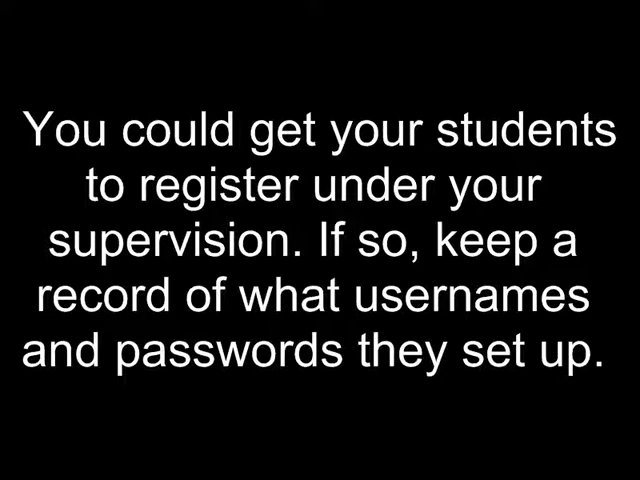 You could get your students
to register under your
supervision. If so, keep a
record of what usernames
and passwords they set up.